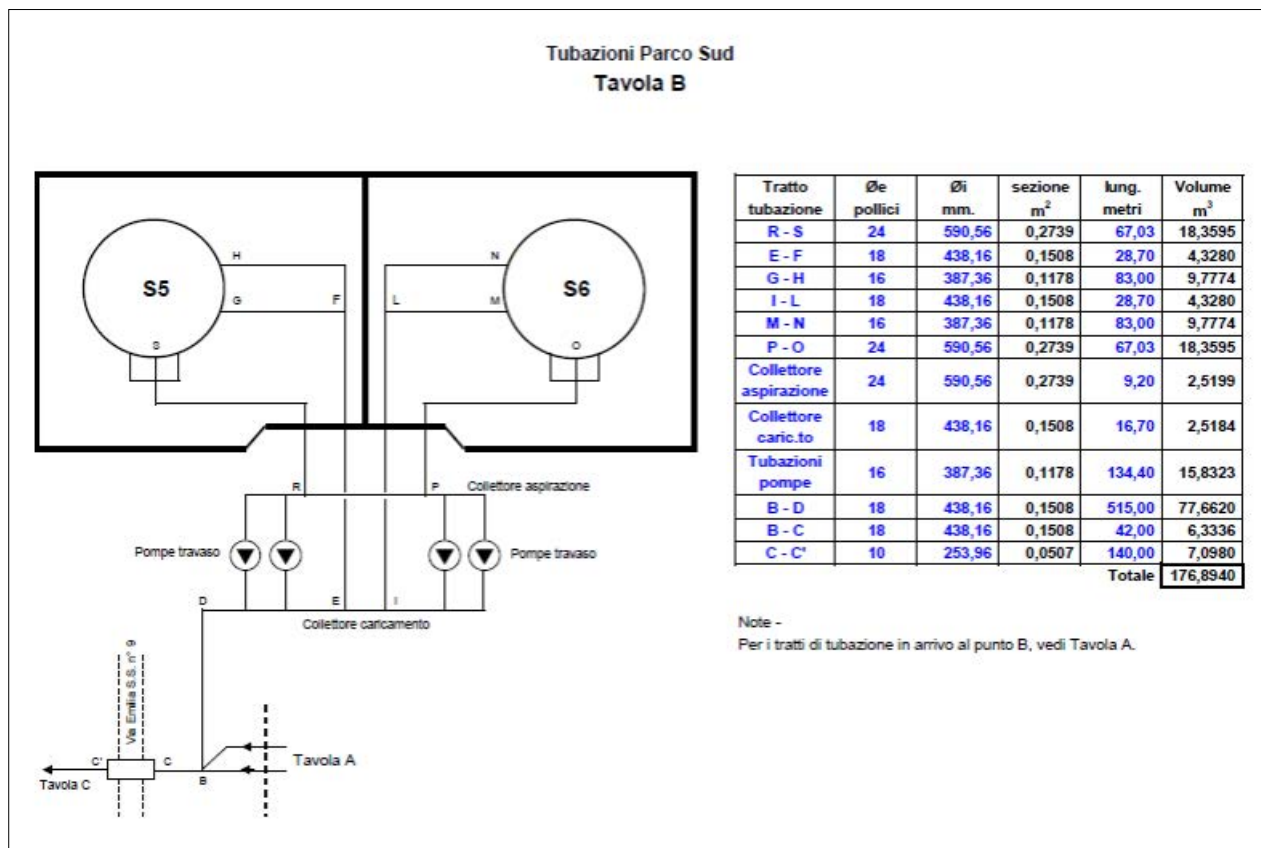 Tubazioni Parco Sud
Tavola B
H
N
S5
S6
G
F
L
M
S
O
R
P
Collettore aspirazione
Pompe travaso
Pompe travaso
D
E
I
Collettore caricamento
Via Emilia S.S. n° 9
C'
C
B
Tavola A
Tavola C
Tratto tubazione Øe pollici Øi mm. sezione m² lung. metri Volume m³
R - S 24 590,56 0,2739 67,03 18,3595
E - F 18 438,16 0,1508 28,70 4,3280
G - H 16 387,36 0,1178 83,00 9,7774
I - L 18 438,16 0,1508 28,70 4,3280
M - N 16 387,36 0,1178 83,00 9,7774
P - O 24 590,56 0,2739 67,03 18,3595
Collettore aspirazione 24 590,56 0,2739 9,20 2,5199
Collettore caric.to 18 438,16 0,1508 16,70 2,5184
Tubazioni pompe 16 387,36 0,1178 134,40 15,8323
B - D 18 438,16 0,1508 515,00 77,6620
B - C 18 438,16 0,1508 42,00 6,3336
C - C' 10 253,96 0,0507 140,00 7,0980
Totale 176,8940
Note -
Per i tratti di tubazione in arrivo al punto B, vedi Tavola A.